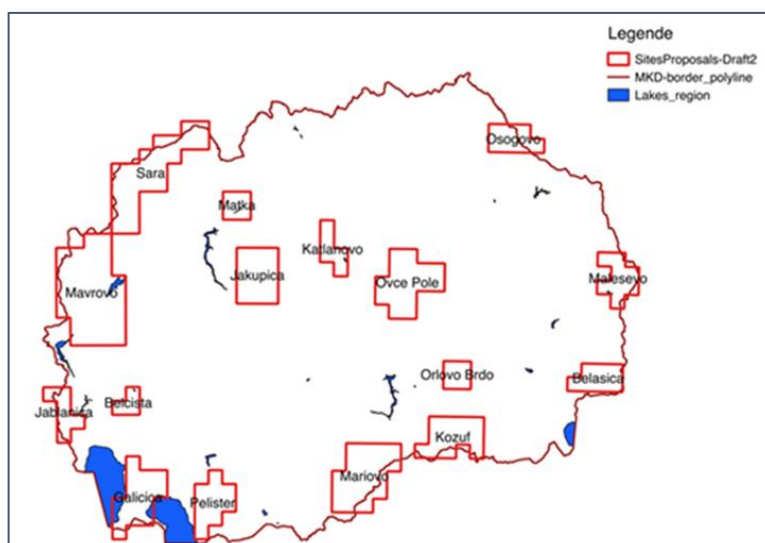 Legende
SitesProposals-Draft2
MKD-border_polyline
Lakes_region
Osogovo
Sara
Matka
Katlanovo
Jakupica
Ovce Pole
Malesevo
Mavrovo
Orlovo Brdo
Belasica
Belcista
Jablanica
Kozuf
Mariovo
Galicica
Pelister